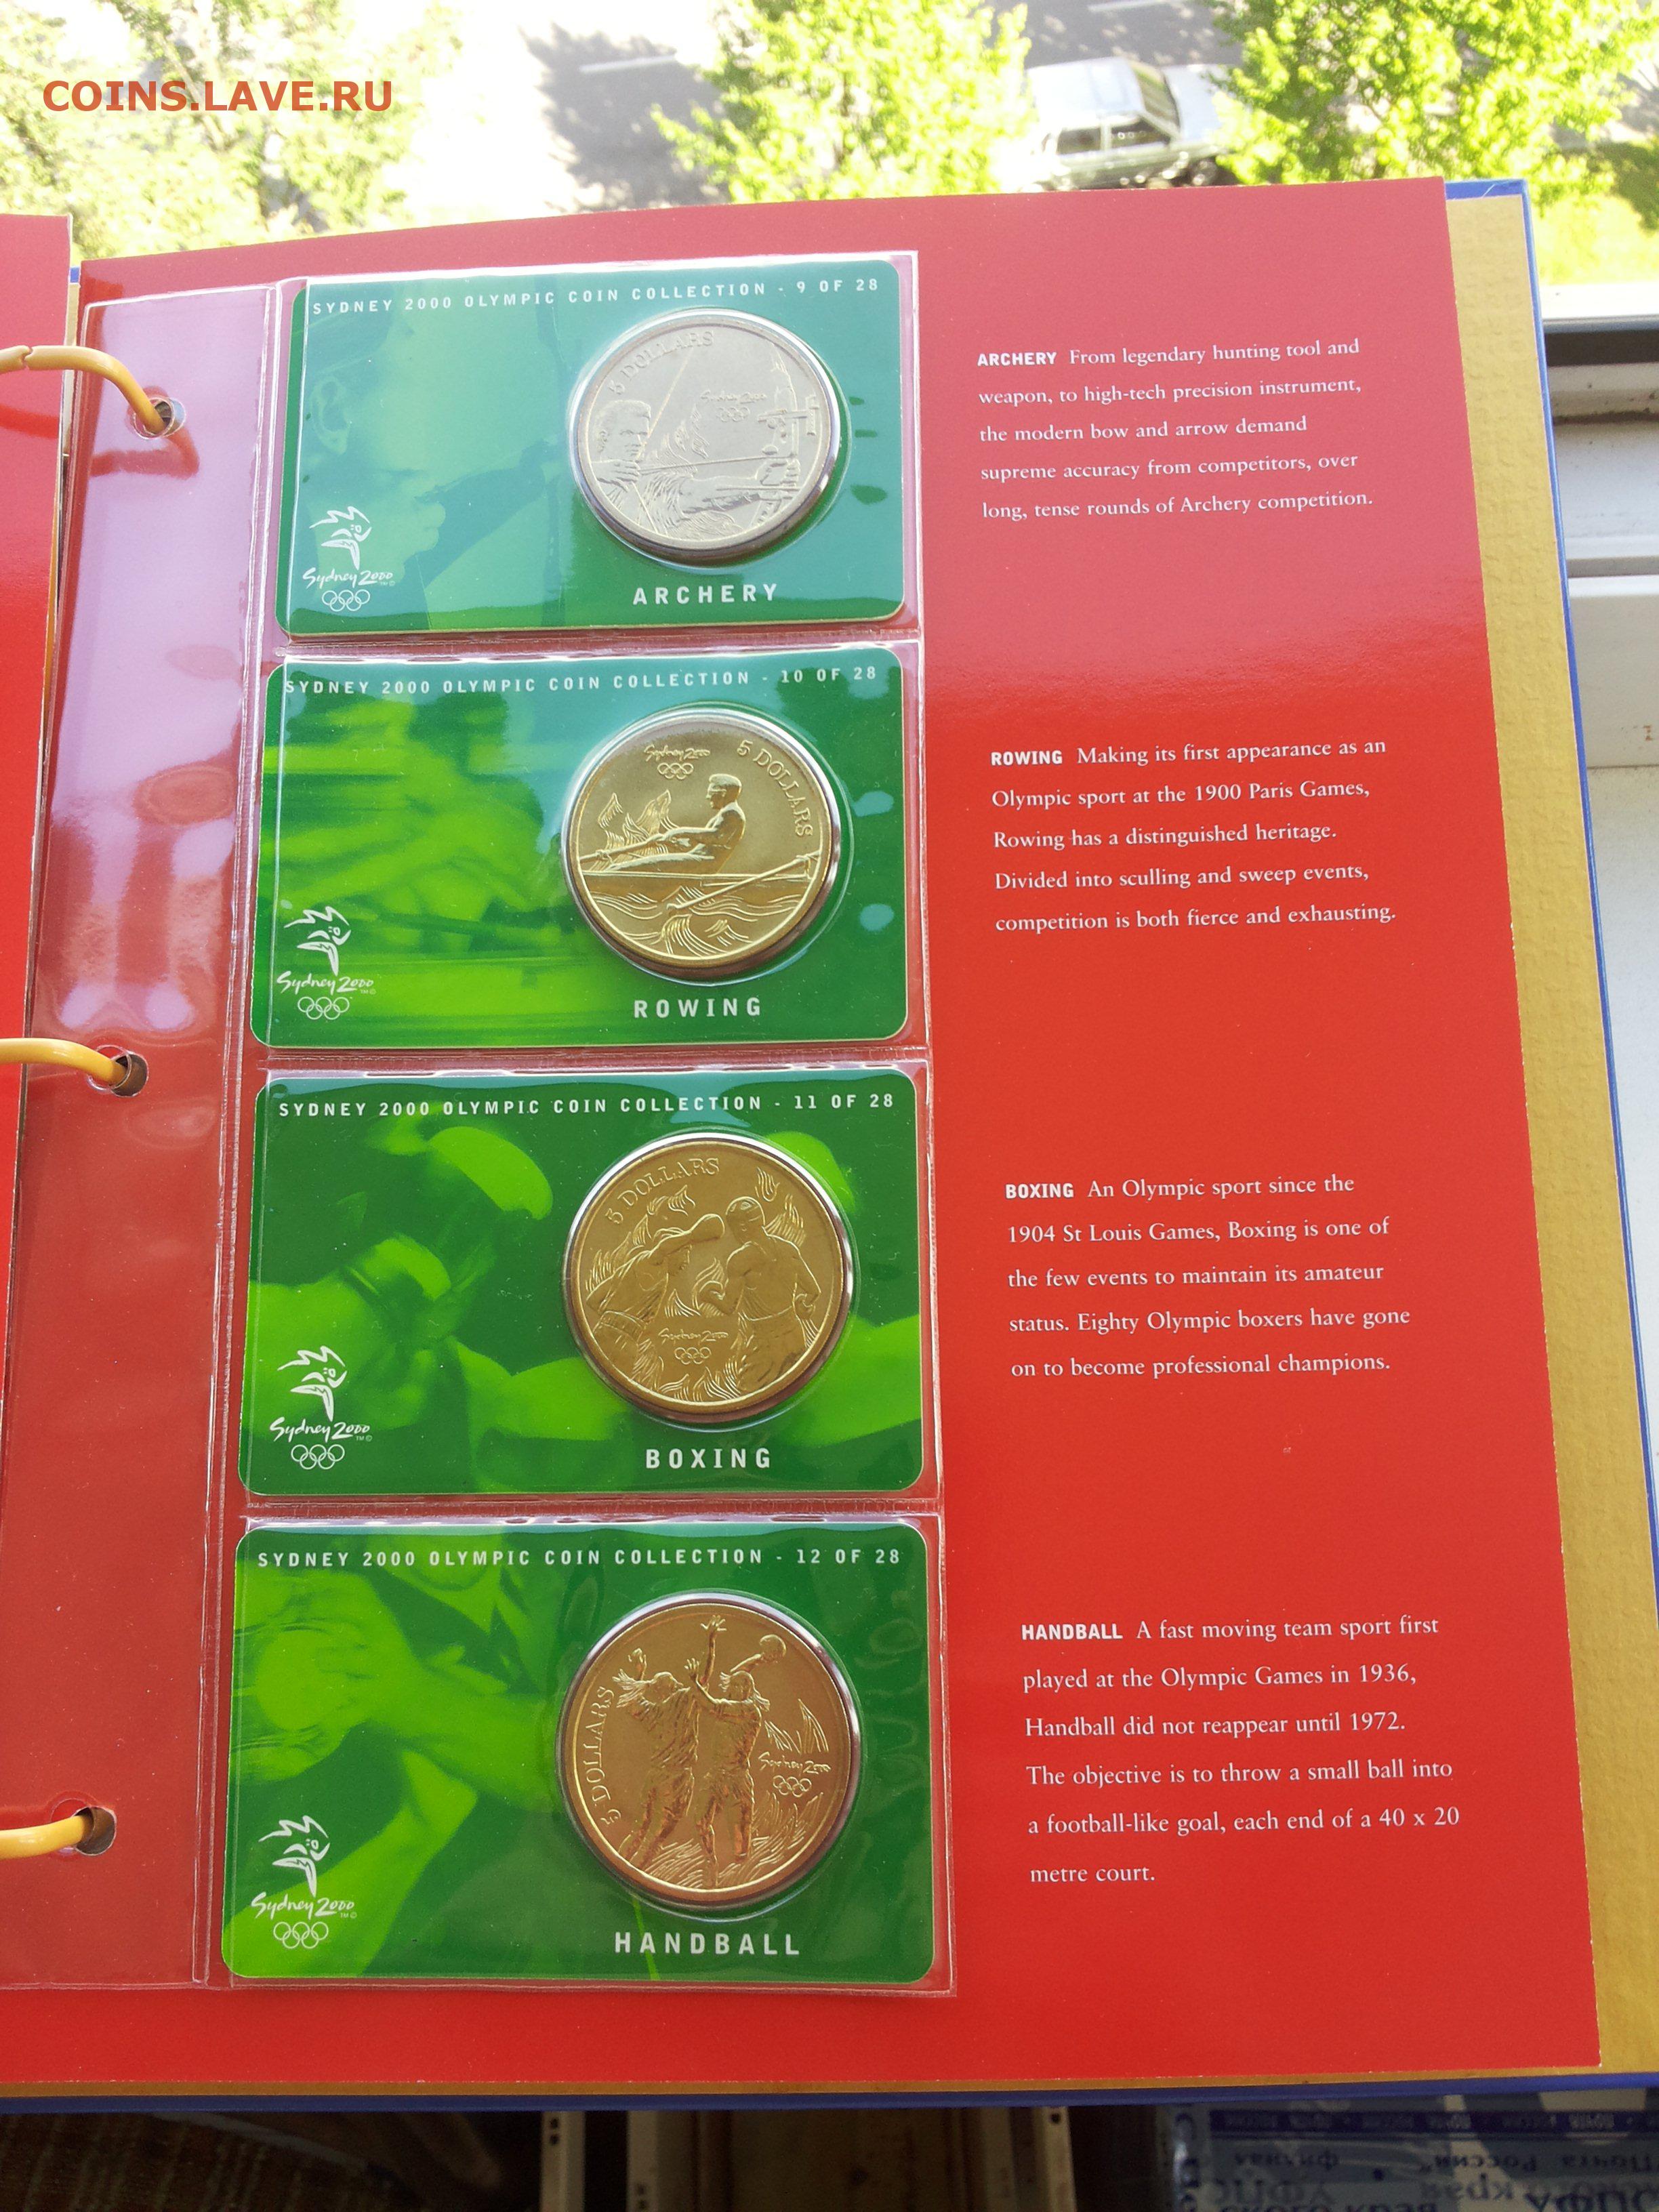 COINS.LAVE.RU
SYDNEY 2000 OLYMPIC COIN COLLECTION - 9 OF 28
5 DOLLARS
Sydney 2000
Sydney 2000
ARCHERY
ARCHERY From legendary hunting tool and
weapon, to high-tech precision instrument,
the modern bow and arrow demand
supreme accuracy from competitors, over
long, tense rounds of Archery competition.
SYDNEY 2000 OLYMPIC COIN COLLECTION - 10 OF 28
Sydney 2000
5 DOLLARS
Sydney 2000
ROWING
ROWING Making its first appearance as an
Olympic sport at the 1900 Paris Games,
Rowing has a distinguished heritage.
Divided into sculling and sweep events,
competition is both fierce and exhausting.
SYDNEY 2000 OLYMPIC COIN COLLECTION - 11 OF 28
5 DOLLARS
Sydney 2000
Sydney 2000
BOXING
BOXING An Olympic sport since the
1904 St Louis Games, Boxing is one of
the few events to maintain its amateur
status. Eighty Olympic boxers have gone
on to become professional champions.
SYDNEY 2000 OLYMPIC COIN COLLECTION - 12 OF 28
5 DOLLARS
Sydney 2000
Sydney 2000
HANDBALL
HANDBALL A fast moving team sport first
played at the Olympic Games in 1936,
Handball did not reappear until 1972.
The objective is to throw a small ball into
a football-like goal, each end of a 40 x 20
metre court.